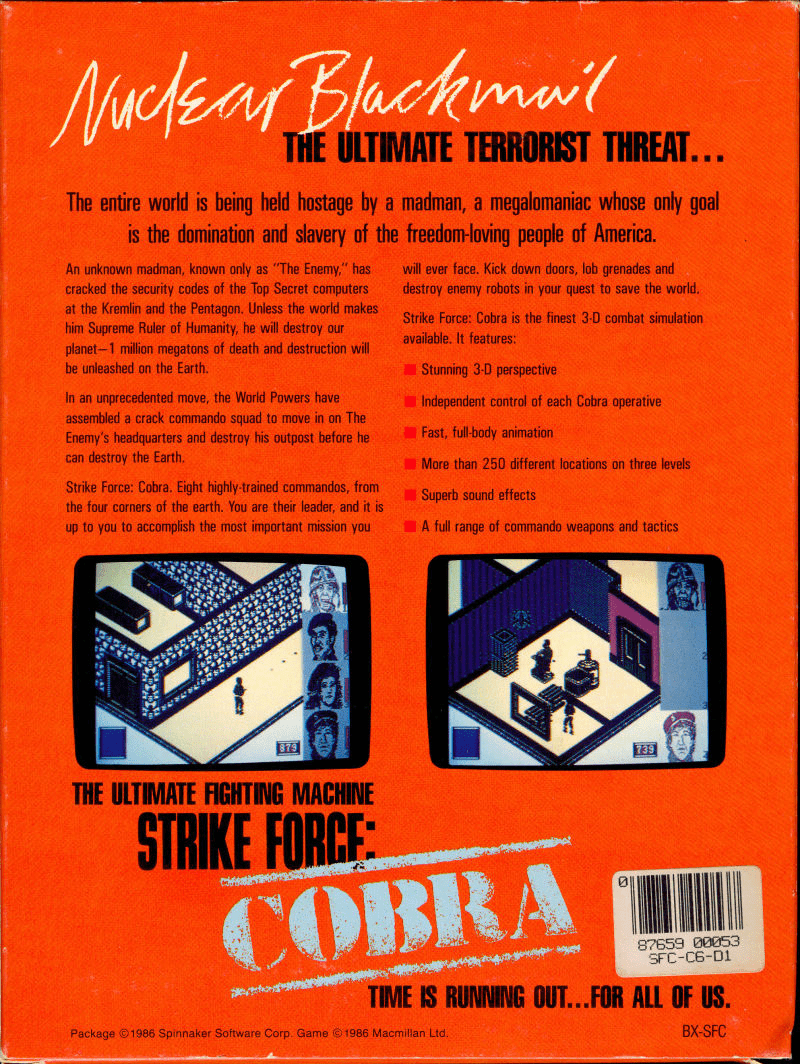 Nuclear Blackmail
THE ULTIMATE TERRORIST THREAT...
The entire world is being held hostage by a madman, a megalomaniac whose only goal
is the domination and slavery of the freedom-loving people of America.
An unknown madman, known only as "The Enemy," has
cracked the security codes of the Top Secret computers
at the Kremlin and the Pentagon. Unless the world makes
him Supreme Ruler of Humanity, he will destroy our
planet—1 million megatons of death and destruction will
be unleashed on the Earth.
In an unprecedented move, the World Powers have
assembled a crack commando squad to move in on The
Enemy's headquarters and destroy his outpost before he
can destroy the Earth.
Strike Force: Cobra. Eight highly-trained commandos, from
the four corners of the earth. You are their leader, and it is
up to you to accomplish the most important mission you
will ever face. Kick down doors, lob grenades and
destroy enemy robots in your quest to save the world.
Strike Force: Cobra is the finest 3-D combat simulation
available. It features:
Stunning 3-D perspective
Independent control of each Cobra operative
Fast, full-body animation
More than 250 different locations on three levels
Superb sound effects
A full range of commando weapons and tactics
2
879
2
3
739
THE ULTIMATE FIGHTING MACHINE
STRIKE FORCE:
COBRA
0
87659 00053
SFC-C6-D1
TIME IS RUNNING OUT...FOR ALL OF US.
Package ©1986 Spinnaker Software Corp. Game ©1986 Macmillan Ltd.
BX-SFC